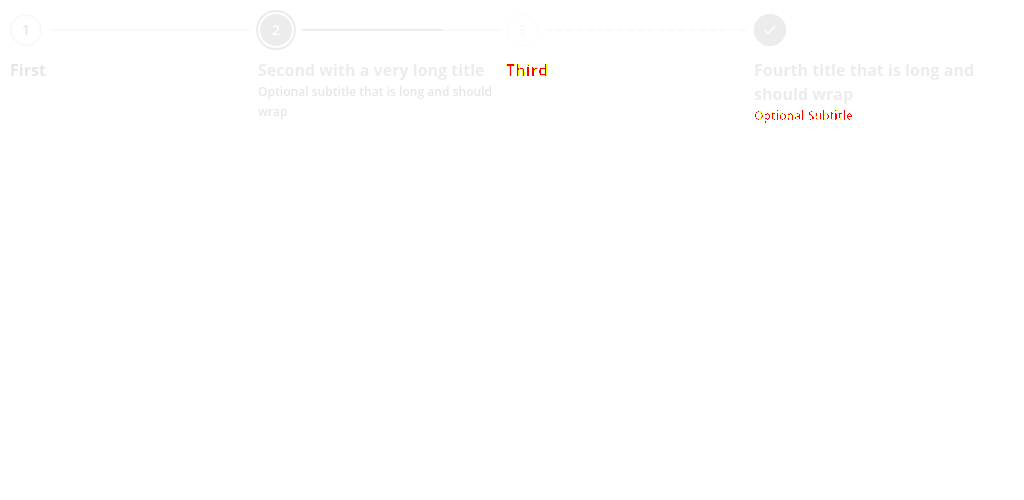 1
2
3
First
Second with a very long title
Optional subtitle that is long and should
wrap
Third
Fourth title that is long and
should wrap
Optional Subtitle